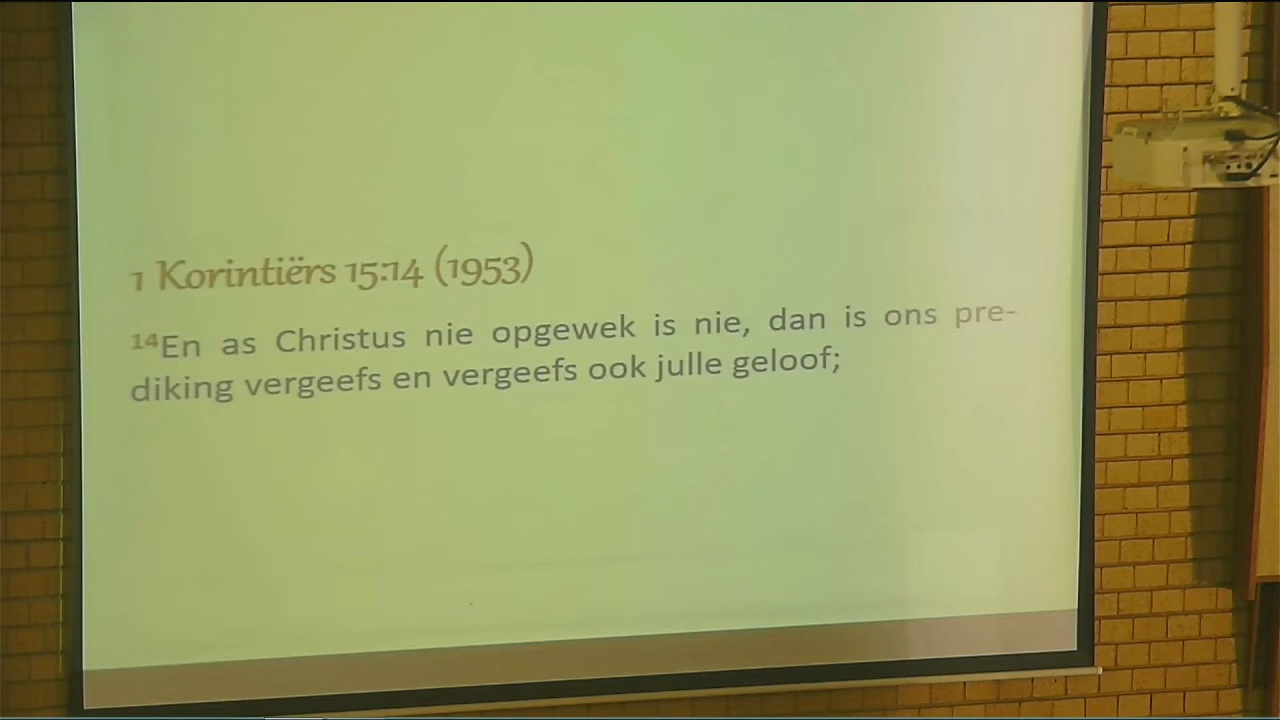 1 Korintiërs 15:14 (1953)
¹⁴En as Christus nie opgewek is nie, dan is ons pre-
diking vergeefs en vergeefs ook julle geloof;